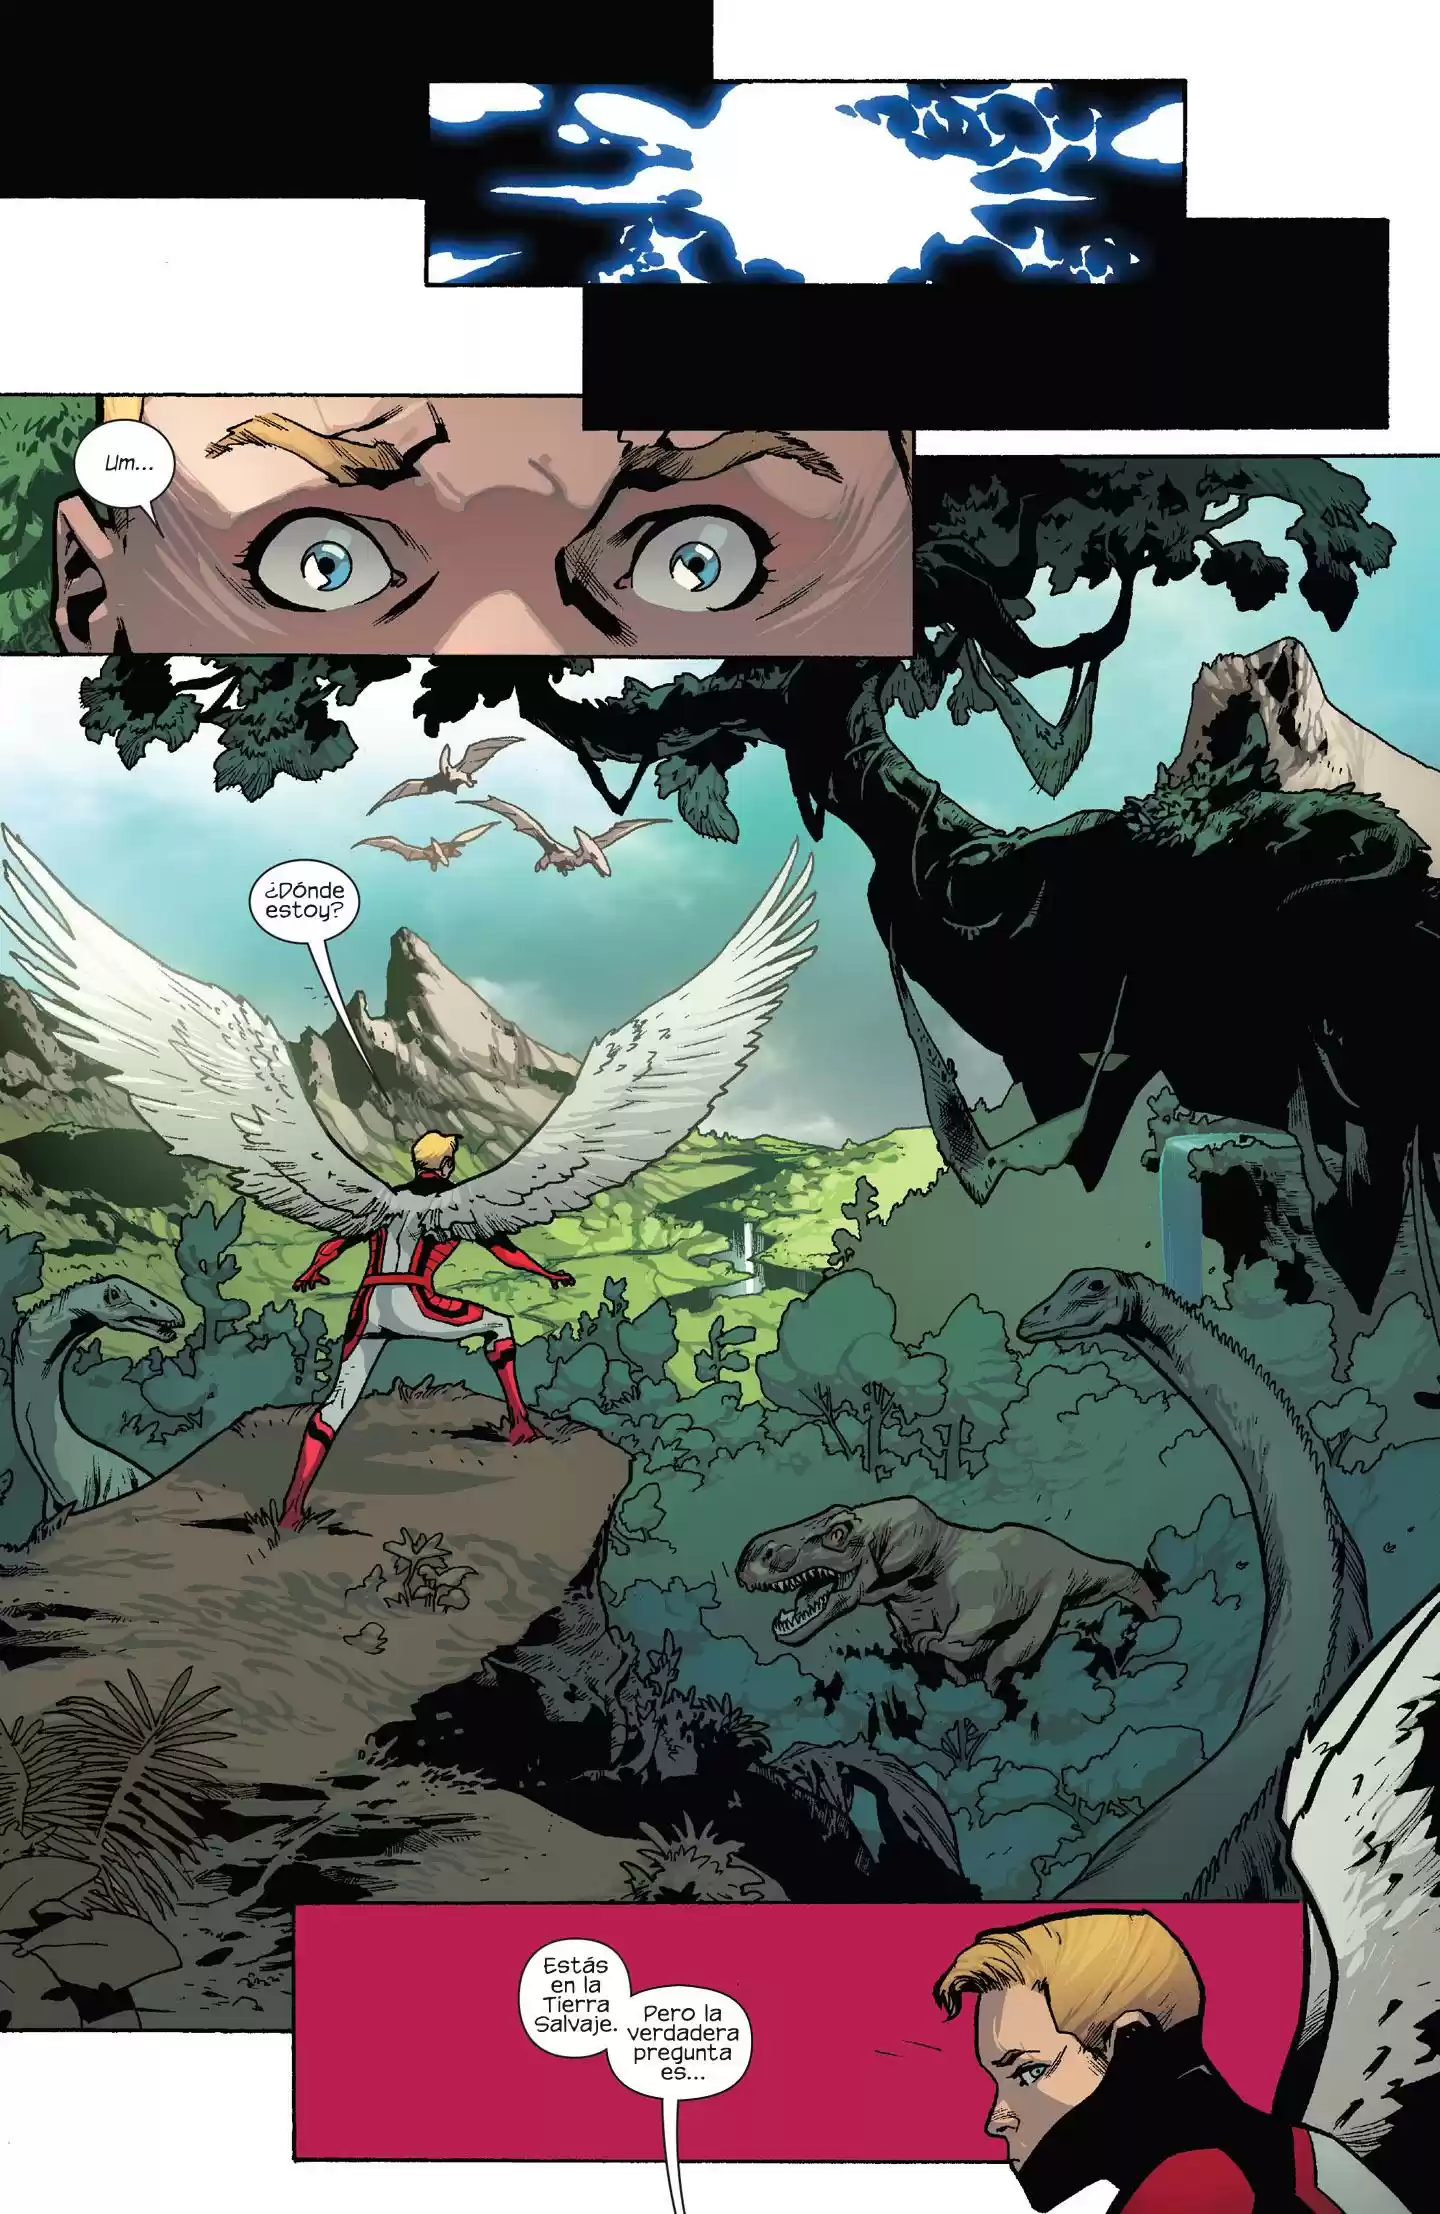 Um...
¿Dónde
estoy?
Estás
en la
Tierra
Salvaje.
Pero la
verdadera
pregunta
es...